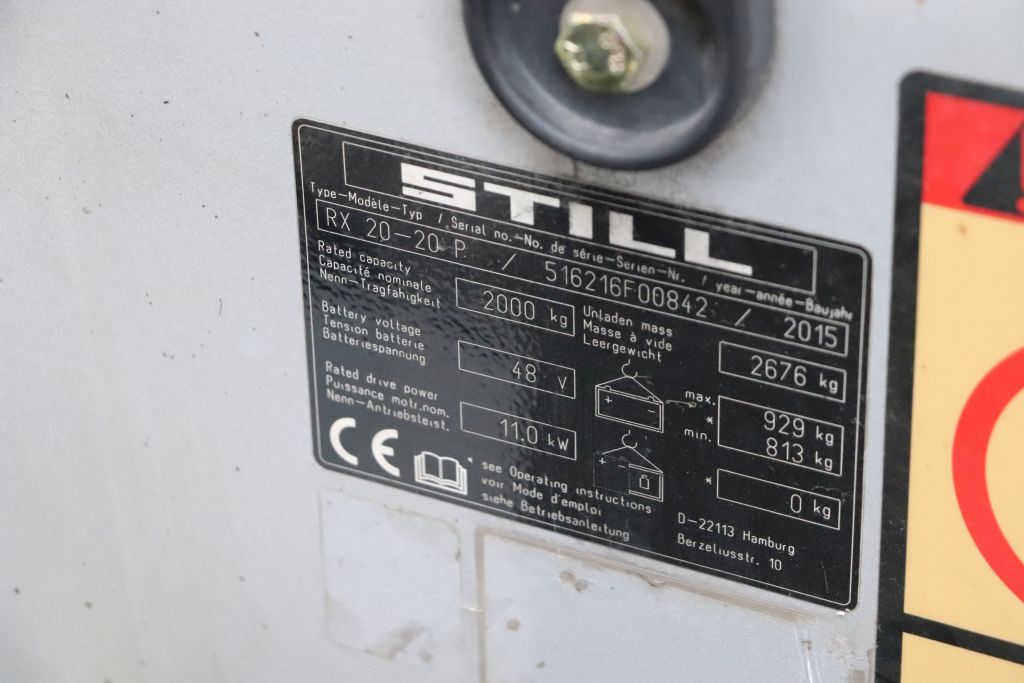 STILL
Type–Modèle–Typ / Serial no.–No. de série–Serien–Nr. / year–année–Baujahr
RX 20–20 P / 516216F00842 / 2015
Rated capacity
Capacité nominale
Nenn–Tragfähigkeit
2000 kg
Unladen mass
Masse à vide
Leergewicht
2676 kg
Battery voltage
Tension batterie
Batteriespannung
48 V
max. 929 kg
*
min. 813 kg
Rated drive power
Puissance motr.nom.
Nenn–Antriebsleist.
11.0 kW
* 0 kg
CE
* see Operating instructions
voir Mode d'emploi
siehe Betriebsanleitung
D–22113 Hamburg
Berzeliusstr. 10